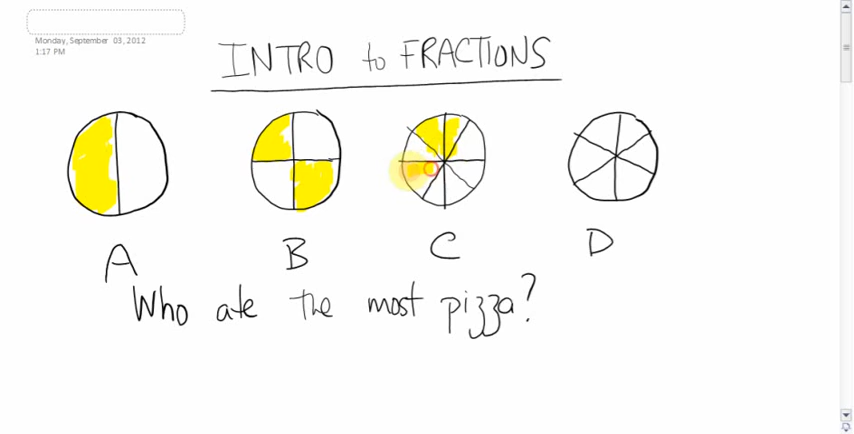 Monday, September 03, 2012
1:17 PM
INTRO to FRACTIONS
A B C D
Who ate the most pizza?